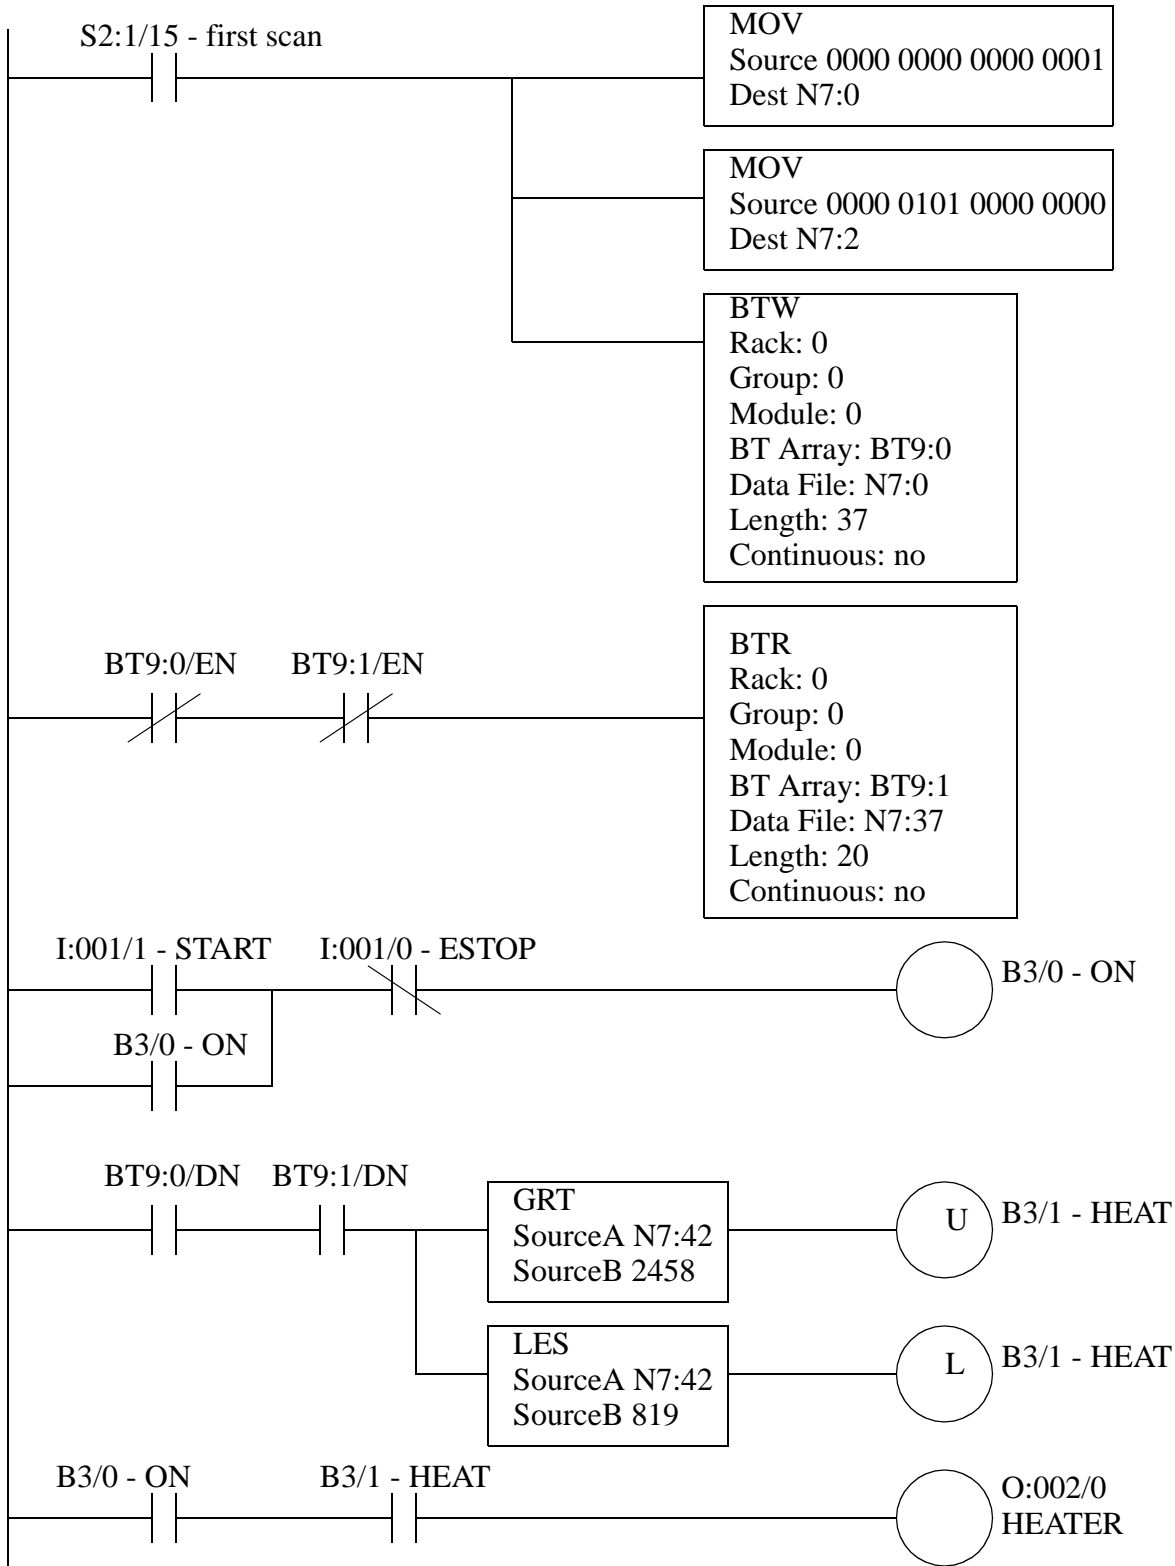 S2:1/15 - first scan
MOV
Source 0000 0000 0000 0001
Dest N7:0
MOV
Source 0000 0101 0000 0000
Dest N7:2
BTW
Rack: 0
Group: 0
Module: 0
BT Array: BT9:0
Data File: N7:0
Length: 37
Continuous: no
BT9:0/EN BT9:1/EN
BTR
Rack: 0
Group: 0
Module: 0
BT Array: BT9:1
Data File: N7:37
Length: 20
Continuous: no
I:001/1 - START I:001/0 - ESTOP
B3/0 - ON
B3/0 - ON
BT9:0/DN BT9:1/DN
GRT
SourceA N7:42
SourceB 2458
U B3/1 - HEAT
LES
SourceA N7:42
SourceB 819
L B3/1 - HEAT
B3/0 - ON B3/1 - HEAT
O:002/0
HEATER